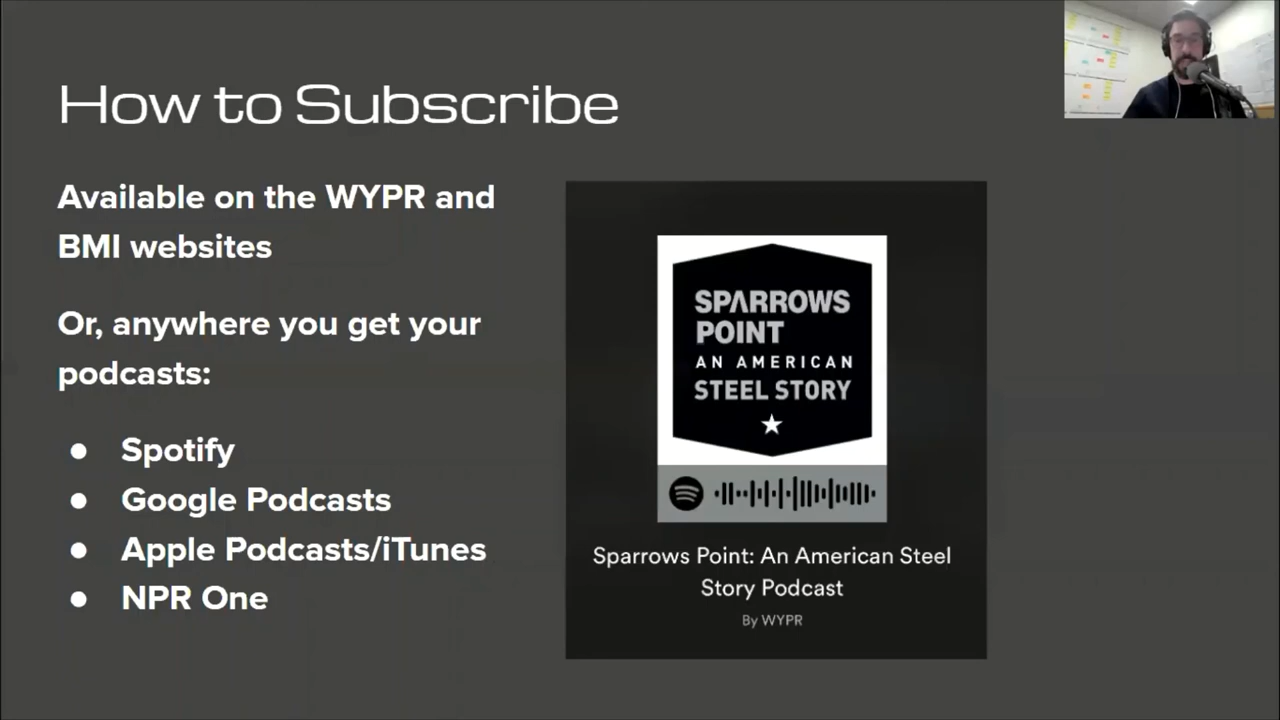 How to Subscribe
Available on the WYPR and
BMI websites
Or, anywhere you get your
podcasts:
● Spotify
● Google Podcasts
● Apple Podcasts/iTunes
● NPR One
SPARROWS
POINT
AN AMERICAN
STEEL STORY
Sparrows Point: An American Steel
Story Podcast
By WYPR